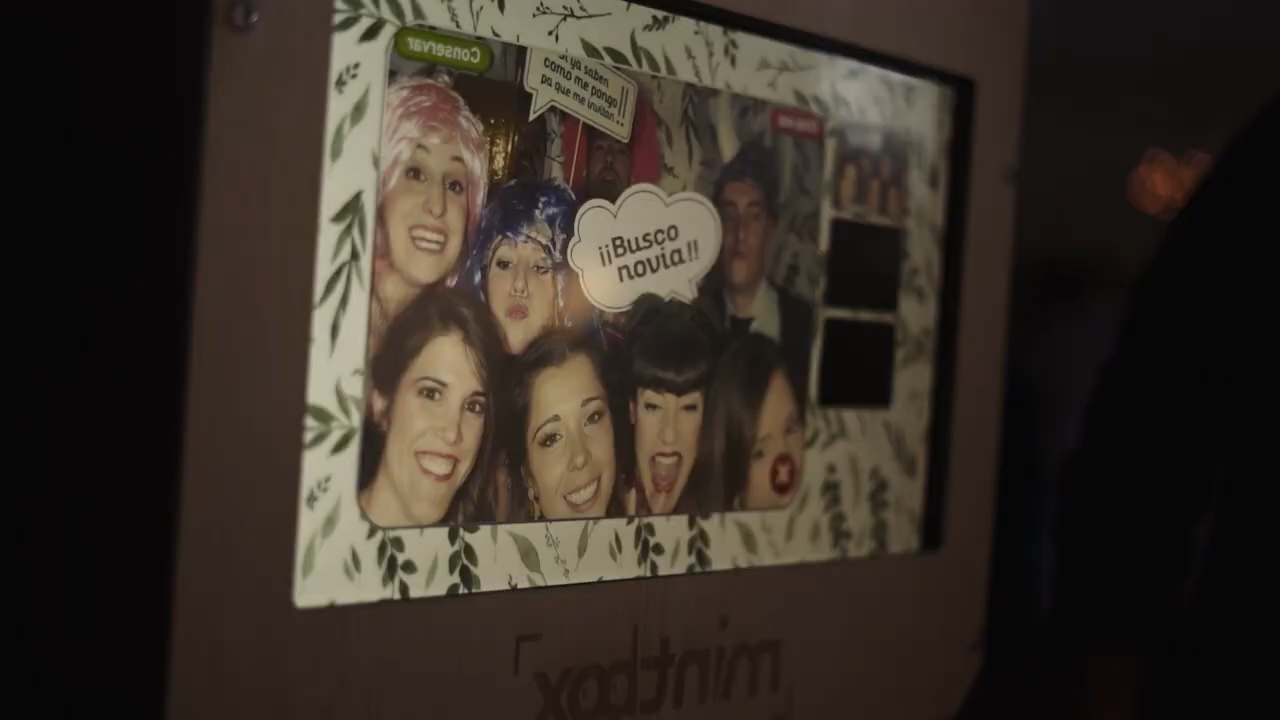 Conservar
si ya saben
como me pongo
pa que me invitan!!
¡¡Busco
novia!!
mintbox